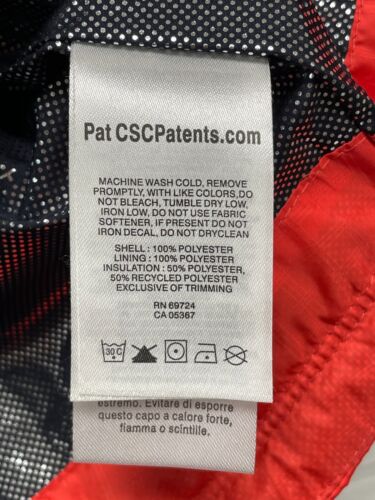 Pat CSCPatents.com
MACHINE WASH COLD, REMOVE
PROMPTLY, WITH LIKE COLORS,DO
NOT BLEACH, TUMBLE DRY LOW,
IRON LOW, DO NOT USE FABRIC
SOFTENER, IF PRESENT DO NOT
IRON DECAL, DO NOT DRYCLEAN
SHELL : 100% POLYESTER
LINING : 100% POLYESTER
INSULATION : 50% POLYESTER,
50% RECYCLED POLYESTER
EXCLUSIVE OF TRIMMING
RN 69724
CA 05367
30 C
estremo. Evitare di esporre
questo capo a calore forte,
fiamma o scintille.